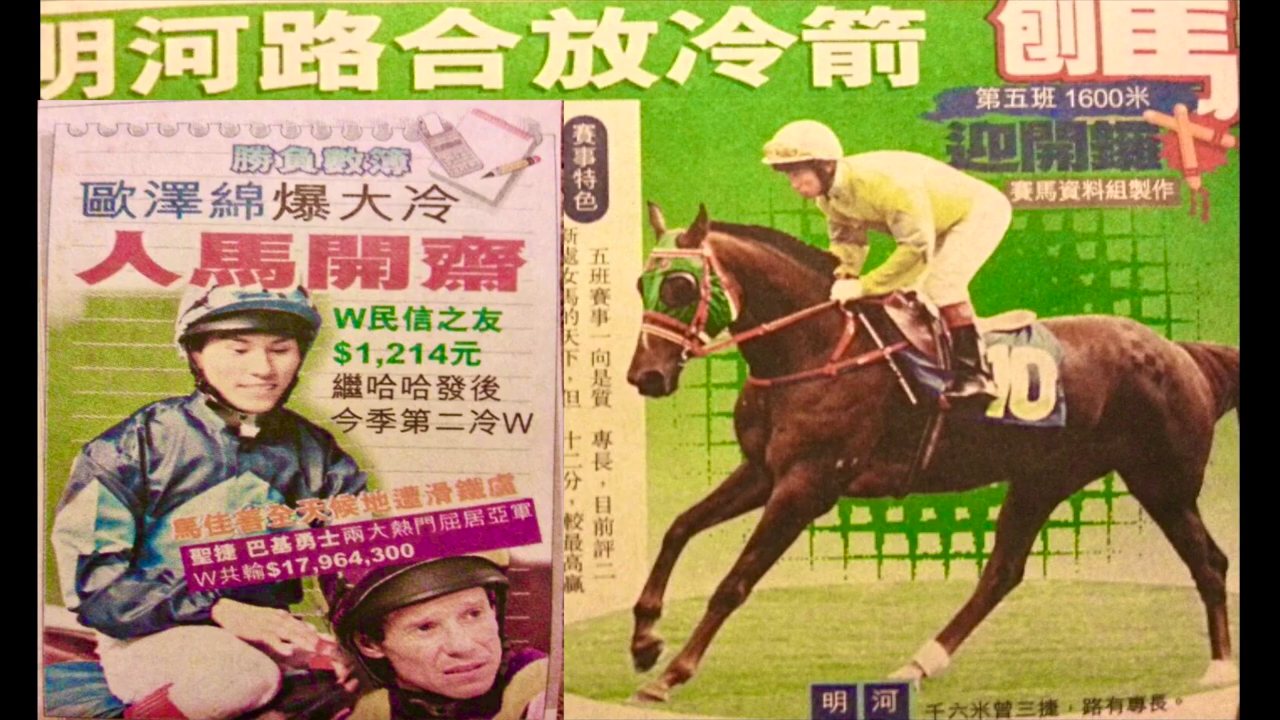 明河路合放冷箭
創馬
第五班 1600米
迎開鑼
賽馬資料組製作
勝負數簿
歐澤綿爆大冷
人馬開齋
W民信之友
$1,214元
繼哈哈發後
今季第二冷W
馬佳善全天候地遭滑鐵盧
聖捷 巴基勇士兩大熱門屈居亞軍
W共輸$17,964,300
賽事特色
五班賽事一向是質
新處女馬的天下，但
專長，目前評二
十二分，較最高贏
10
明河
千六米曾三捷，路有專長。